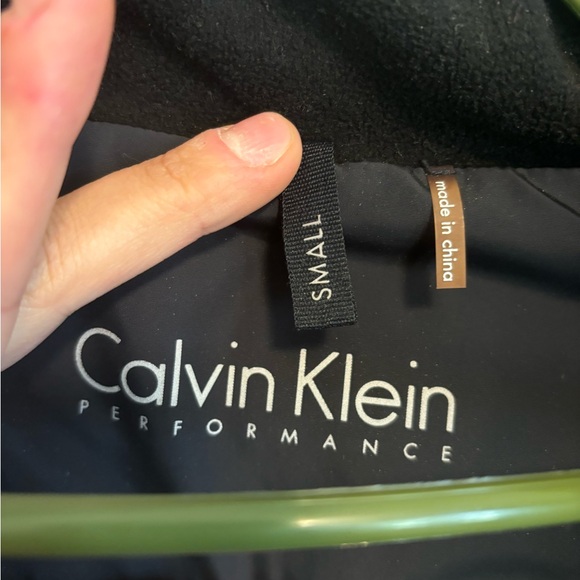 SMALL
made in china
Calvin Klein
PERFORMANCE